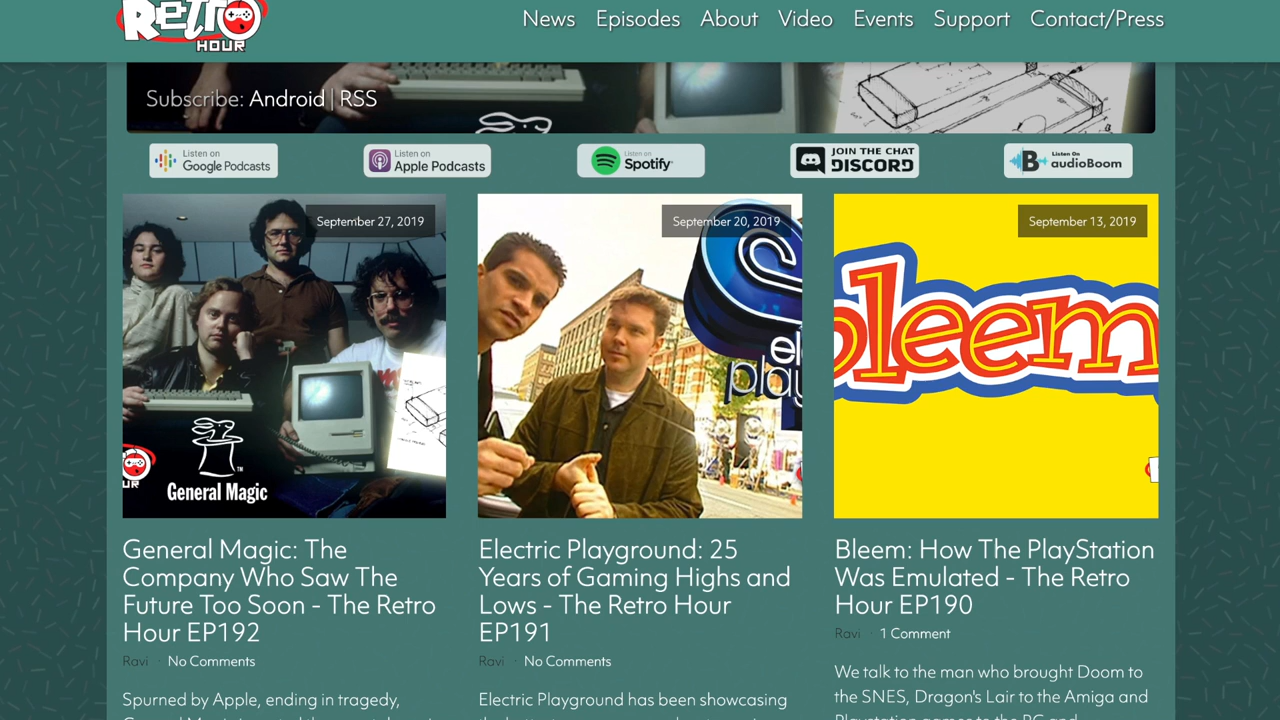 Retro
HOUR
News Episodes About Video Events Support Contact/Press
Subscribe: Android | RSS
Listen on
Google Podcasts
Listen on
Apple Podcasts
Listen on
Spotify
JOIN THE CHAT
DISCORD
Listen On
audioBoom
September 27, 2019
UR
General Magic
TM
General Magic: The
Company Who Saw The
Future Too Soon - The Retro
Hour EP192
Ravi · No Comments
Spurned by Apple, ending in tragedy,
September 20, 2019
el
play
Electric Playground: 25
Years of Gaming Highs and
Lows - The Retro Hour
EP191
Ravi · No Comments
Electric Playground has been showcasing
September 13, 2019
bleem
Bleem: How The PlayStation
Was Emulated - The Retro
Hour EP190
Ravi · 1 Comment
We talk to the man who brought Doom to
the SNES, Dragon's Lair to the Amiga and